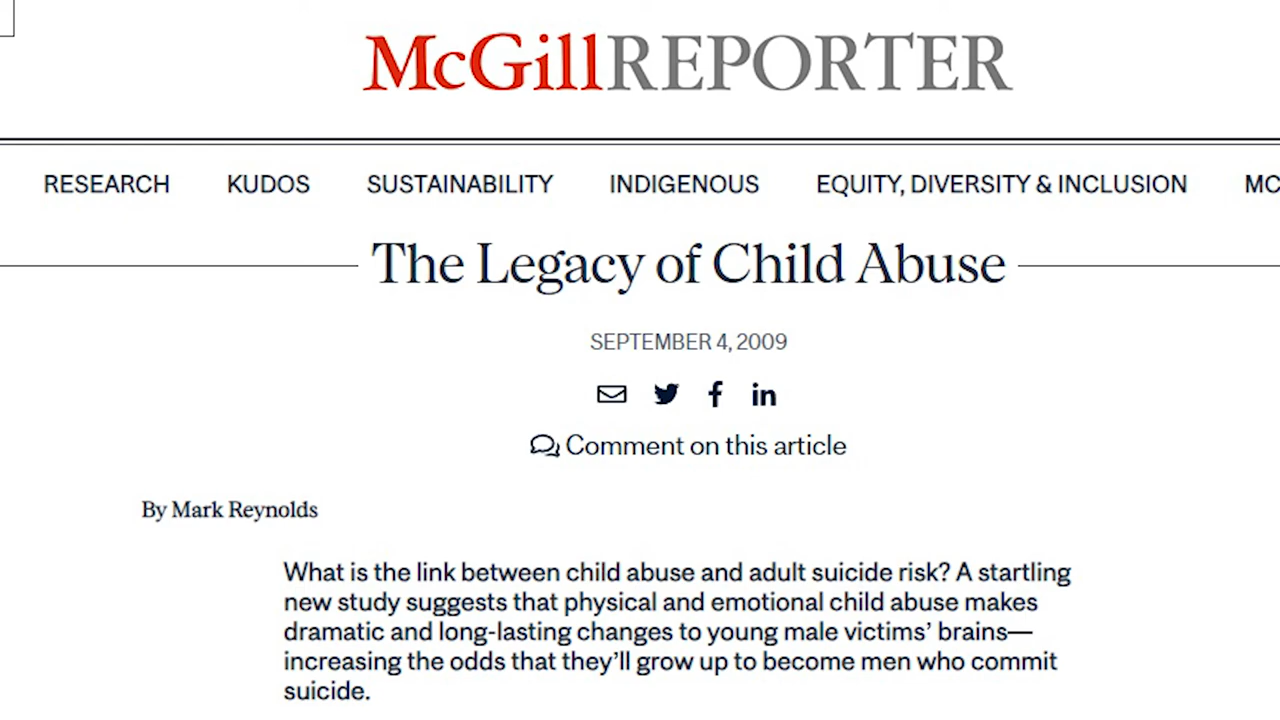 McGillREPORTER
RESEARCH KUDOS SUSTAINABILITY INDIGENOUS EQUITY, DIVERSITY & INCLUSION MC
The Legacy of Child Abuse
SEPTEMBER 4, 2009
Comment on this article
By Mark Reynolds
What is the link between child abuse and adult suicide risk? A startling
new study suggests that physical and emotional child abuse makes
dramatic and long-lasting changes to young male victims’ brains—
increasing the odds that they’ll grow up to become men who commit
suicide.